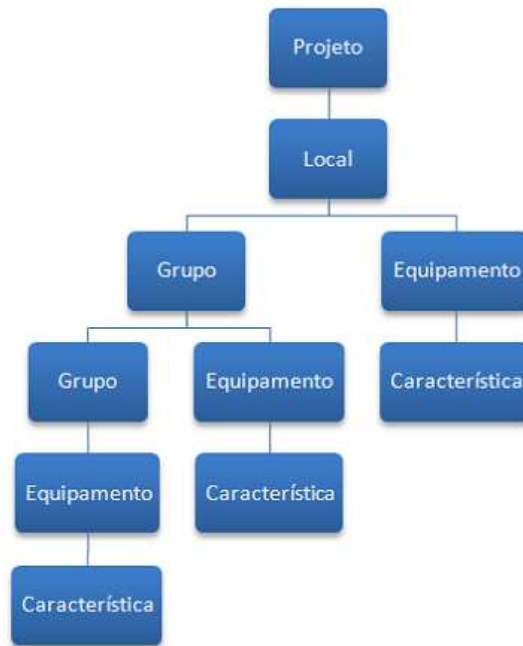 Projeto
Local
Grupo
Equipamento
Grupo
Equipamento
Característica
Equipamento
Característica
Característica